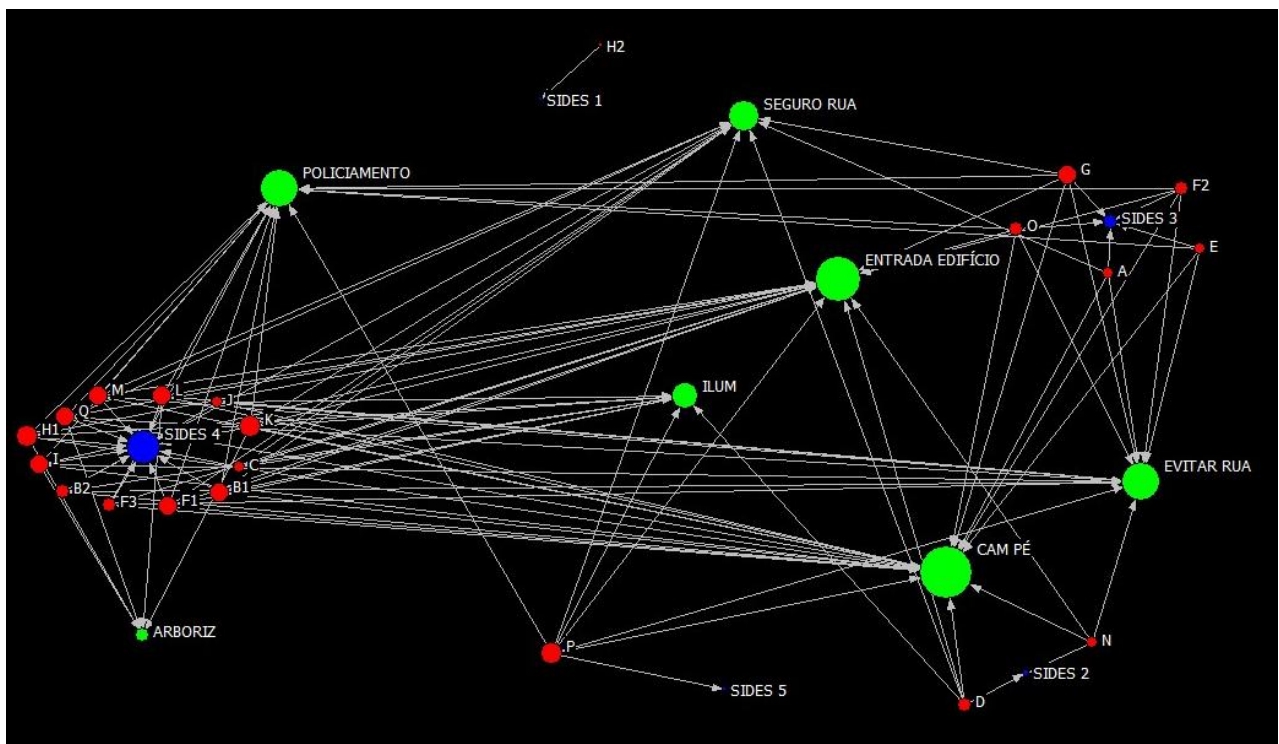 H2
SIDES 1
SEGURO RUA
POLICIAMENTO
G
F2
SIDES 3
O
E
ENTRADA EDIFÍCIO
A
ILUM
M
L
J
Q
K
H1
SIDES 4
I
C
EVITAR RUA
B2
B1
F3
F1
CAM PÉ
ARBORIZ
P
N
SIDES 2
SIDES 5
D